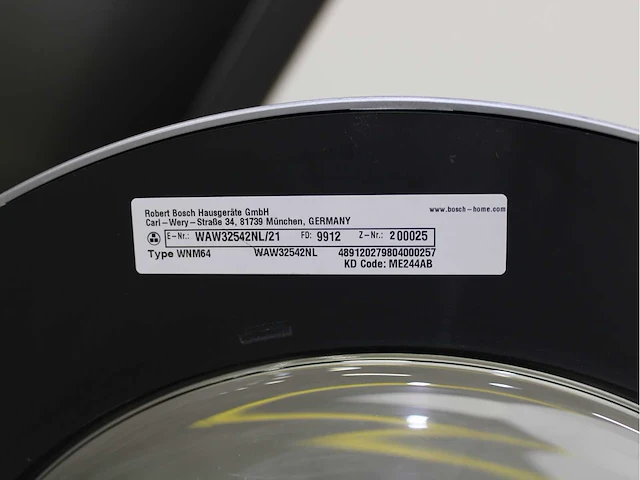 Robert Bosch Hausgeräte GmbH
www.bosch-home.com
Carl-Wery-Straße 34, 81739 München, GERMANY
E-Nr.: WAW32542NL/21 FD: 9912 Z-Nr.: 200025
Type WNM64 WAW32542NL 489120279804000257
KD Code: ME244AB